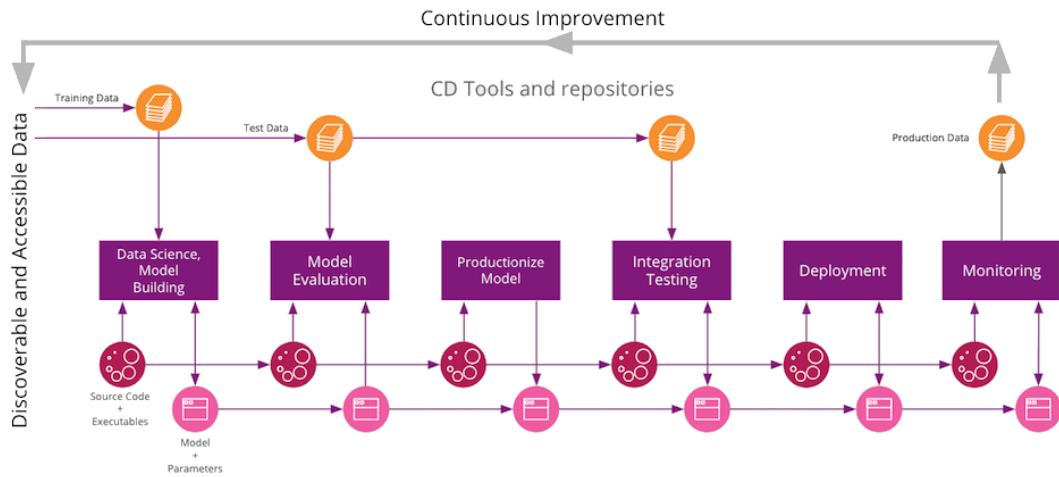 Continuous Improvement
CD Tools and repositories
Discoverable and Accessible Data
Training Data
Test Data
Production Data
Data Science,
Model
Building
Model
Evaluation
Productionize
Model
Integration
Testing
Deployment
Monitoring
Source Code
+
Executables
Model
+
Parameters